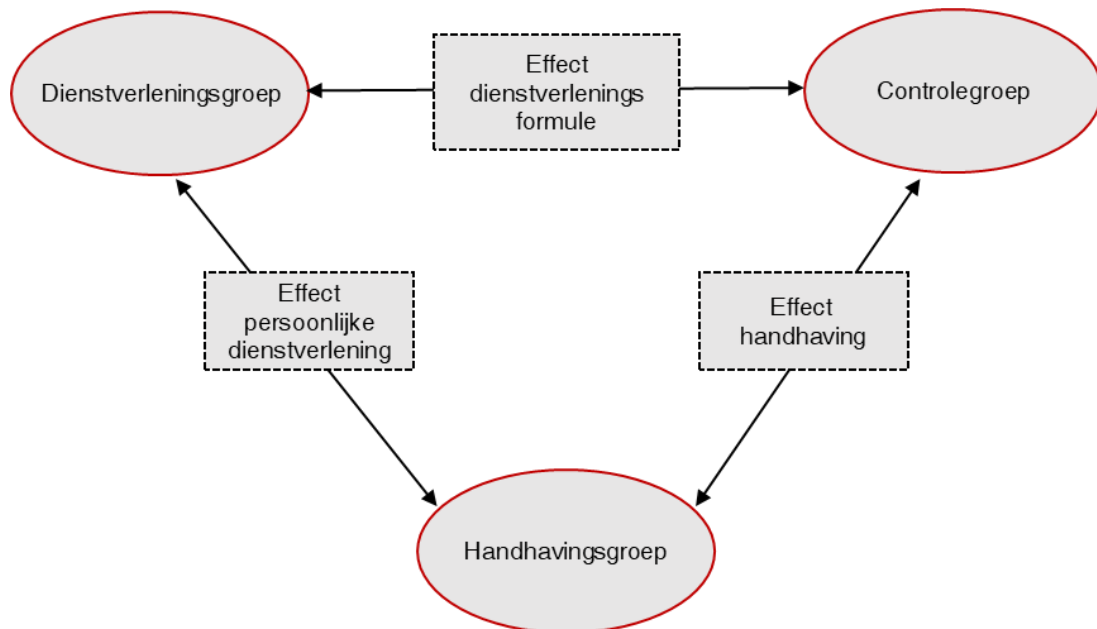 Dienstverleningsgroep
Effect
dienstverlenings
formule
Controlegroep
Effect
persoonlijke
dienstverlening
Effect
handhaving
Handhavingsgroep